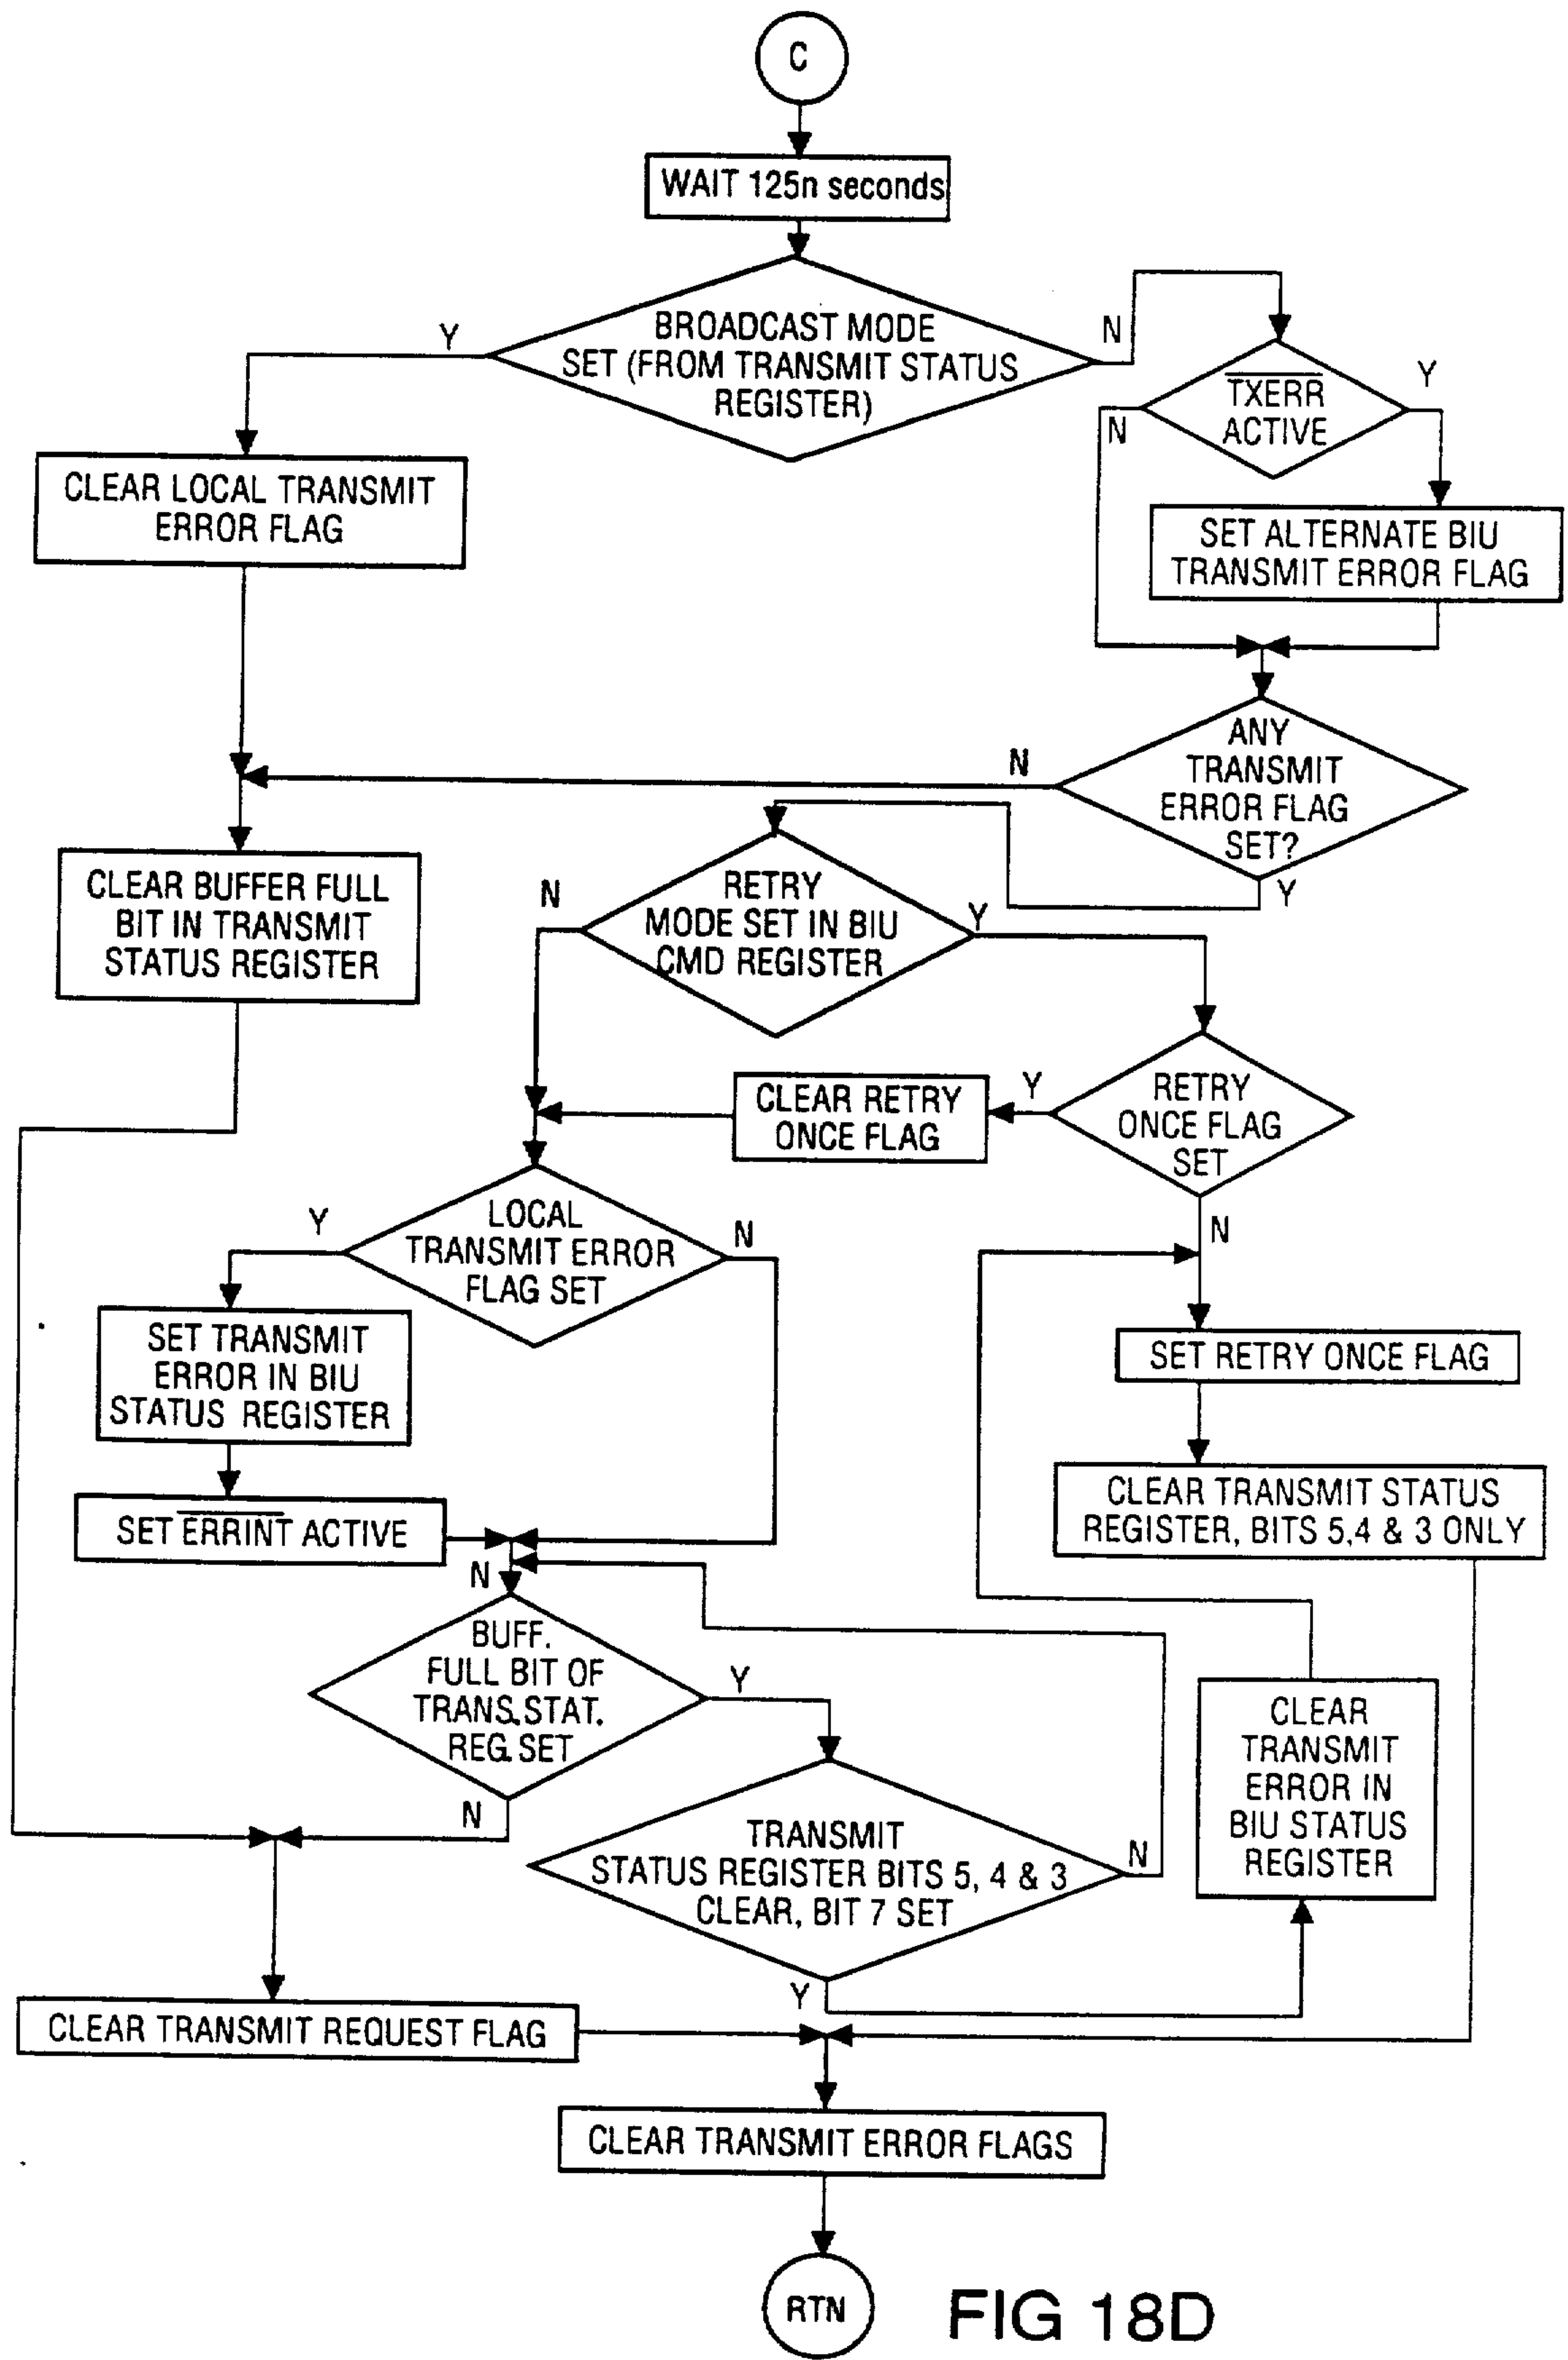 C
WAIT 125n seconds
BROADCAST MODE
SET (FROM TRANSMIT STATUS
REGISTER)
Y
N
TXERR
ACTIVE
Y
N
CLEAR LOCAL TRANSMIT
ERROR FLAG
SET ALTERNATE BIU
TRANSMIT ERROR FLAG
ANY
TRANSMIT
ERROR FLAG
SET?
N
Y
CLEAR BUFFER FULL
BIT IN TRANSMIT
STATUS REGISTER
RETRY
MODE SET IN BIU
CMD REGISTER
N
Y
RETRY
ONCE FLAG
SET
Y
N
CLEAR RETRY
ONCE FLAG
LOCAL
TRANSMIT ERROR
FLAG SET
Y
N
SET TRANSMIT
ERROR IN BIU
STATUS REGISTER
SET RETRY ONCE FLAG
SET ERRINT ACTIVE
CLEAR TRANSMIT STATUS
REGISTER, BITS 5,4 & 3 ONLY
N
BUFF.
FULL BIT OF
TRANS.STAT.
REG.SET
Y
N
CLEAR
TRANSMIT
ERROR IN
BIU STATUS
REGISTER
TRANSMIT
STATUS REGISTER BITS 5, 4 & 3
CLEAR, BIT 7 SET
N
Y
CLEAR TRANSMIT REQUEST FLAG
CLEAR TRANSMIT ERROR FLAGS
RTN
FIG 18D